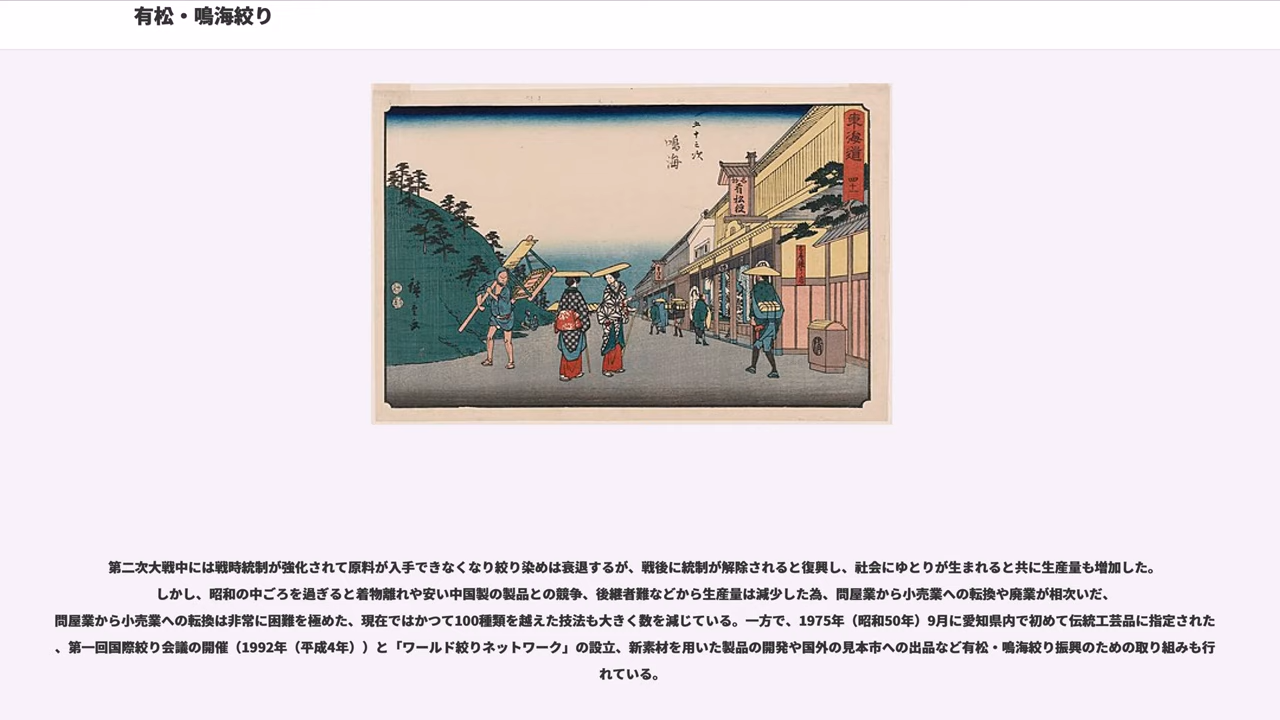 有松・鳴海絞り
東海道
四十一
五十三次
鳴海
名物
有松絞
第二次大戦中には戦時統制が強化されて原料が入手できなくなり絞り染めは衰退するが、戦後に統制が解除されると復興し、社会にゆとりが生まれると共に生産量も増加した。
しかし、昭和の中ごろを過ぎると着物離れや安い中国製の製品との競争、後継者難などから生産量は減少した為、問屋業から小売業への転換や廃業が相次いだ、
問屋業から小売業への転換は非常に困難を極めた、現在ではかつて100種類を越えた技法も大きく数を減じている。一方で、1975年（昭和50年）9月に愛知県内で初めて伝統工芸品に指定された
、第一回国際絞り会議の開催（1992年（平成4年））と「ワールド絞りネットワーク」の設立、新素材を用いた製品の開発や国外の見本市への出品など有松・鳴海絞り振興のための取り組みも行
れている。